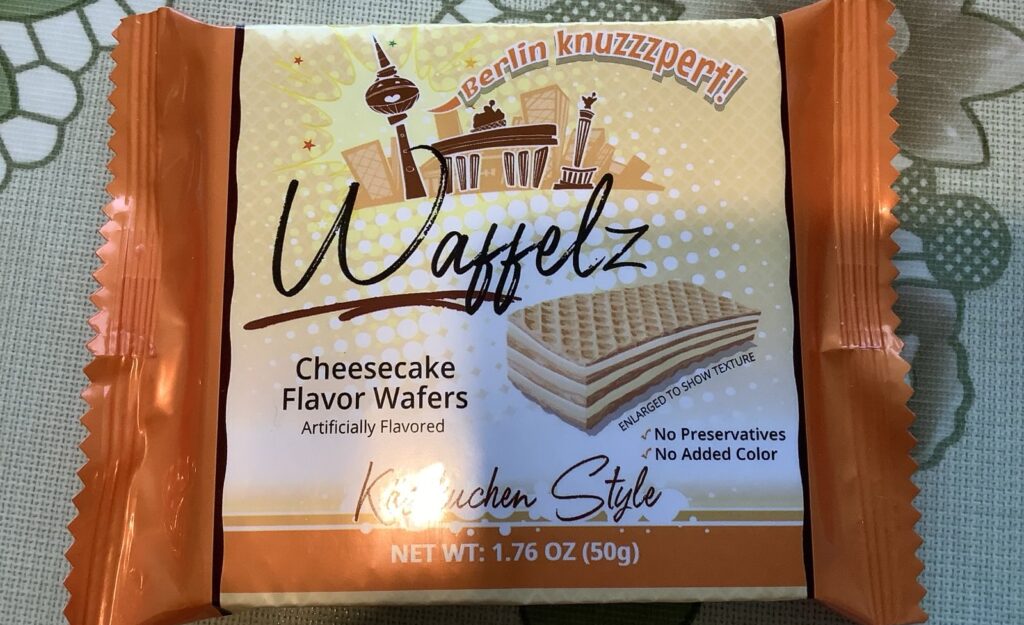 Berlin knuzzzpert!
Waffelz
Cheesecake
Flavor Wafers
Artificially Flavored
ENLARGED TO SHOW TEXTURE
✓ No Preservatives
✓ No Added Color
Style
NET WT: 1.76 OZ (50g)